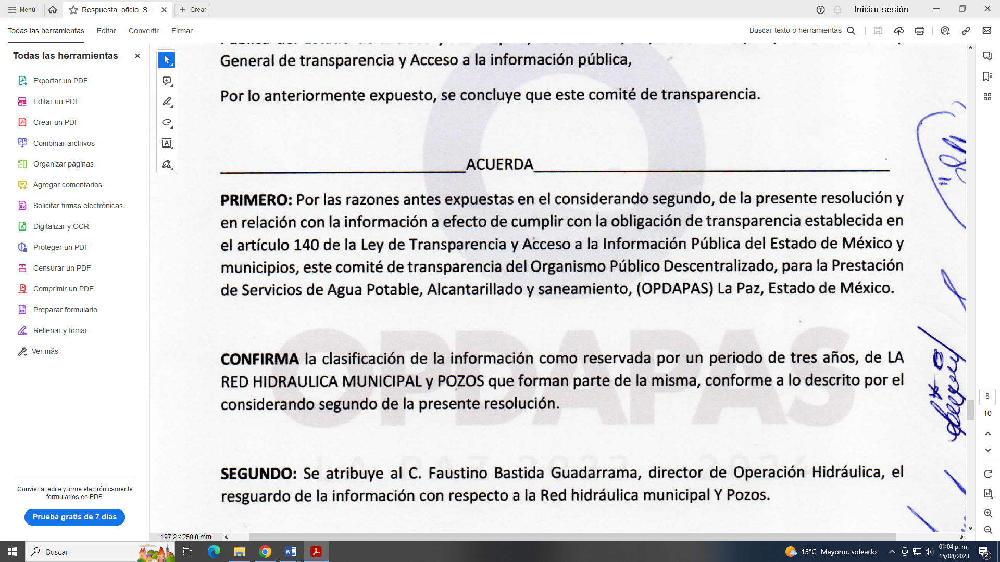 Menú
Respuesta_oficio_S...
Crear
Iniciar sesión
Todas las herramientas
Editar
Convertir
Firmar
Buscar texto o herramientas
Todas las herramientas
Exportar un PDF
Editar un PDF
Crear un PDF
Combinar archivos
Organizar páginas
Agregar comentarios
Solicitar firmas electrónicas
Digitalizar y OCR
Proteger un PDF
Censurar un PDF
Comprimir un PDF
Preparar formulario
Rellenar y firmar
Ver más
Convierta, edite y firme electrónicamente
formularios en PDF.
Prueba gratis de 7 días
General de transparencia y Acceso a la información pública,
Por lo anteriormente expuesto, se concluye que este comité de transparencia.
ACUERDA
PRIMERO: Por las razones antes expuestas en el considerando segundo, de la presente resolución y
en relación con la información a efecto de cumplir con la obligación de transparencia establecida en
el artículo 140 de la Ley de Transparencia y Acceso a la Información Pública del Estado de México y
municipios, este comité de transparencia del Organismo Público Descentralizado, para la Prestación
de Servicios de Agua Potable, Alcantarillado y saneamiento, (OPDAPAS) La Paz, Estado de México.
OPDAPAS
CONFIRMA la clasificación de la información como reservada por un periodo de tres años, de LA
RED HIDRAULICA MUNICIPAL y POZOS que forman parte de la misma, conforme a lo descrito por el
considerando segundo de la presente resolución.
LA PAZ 2022 - 2024
SEGUNDO: Se atribuye al C. Faustino Bastida Guadarrama, director de Operación Hidráulica, el
resguardo de la información con respecto a la Red hidráulica municipal Y Pozos.
8
10
197.2 x 250.8 mm
Buscar
15°C Mayorm. soleado
01:04 p. m.
15/08/2023
2